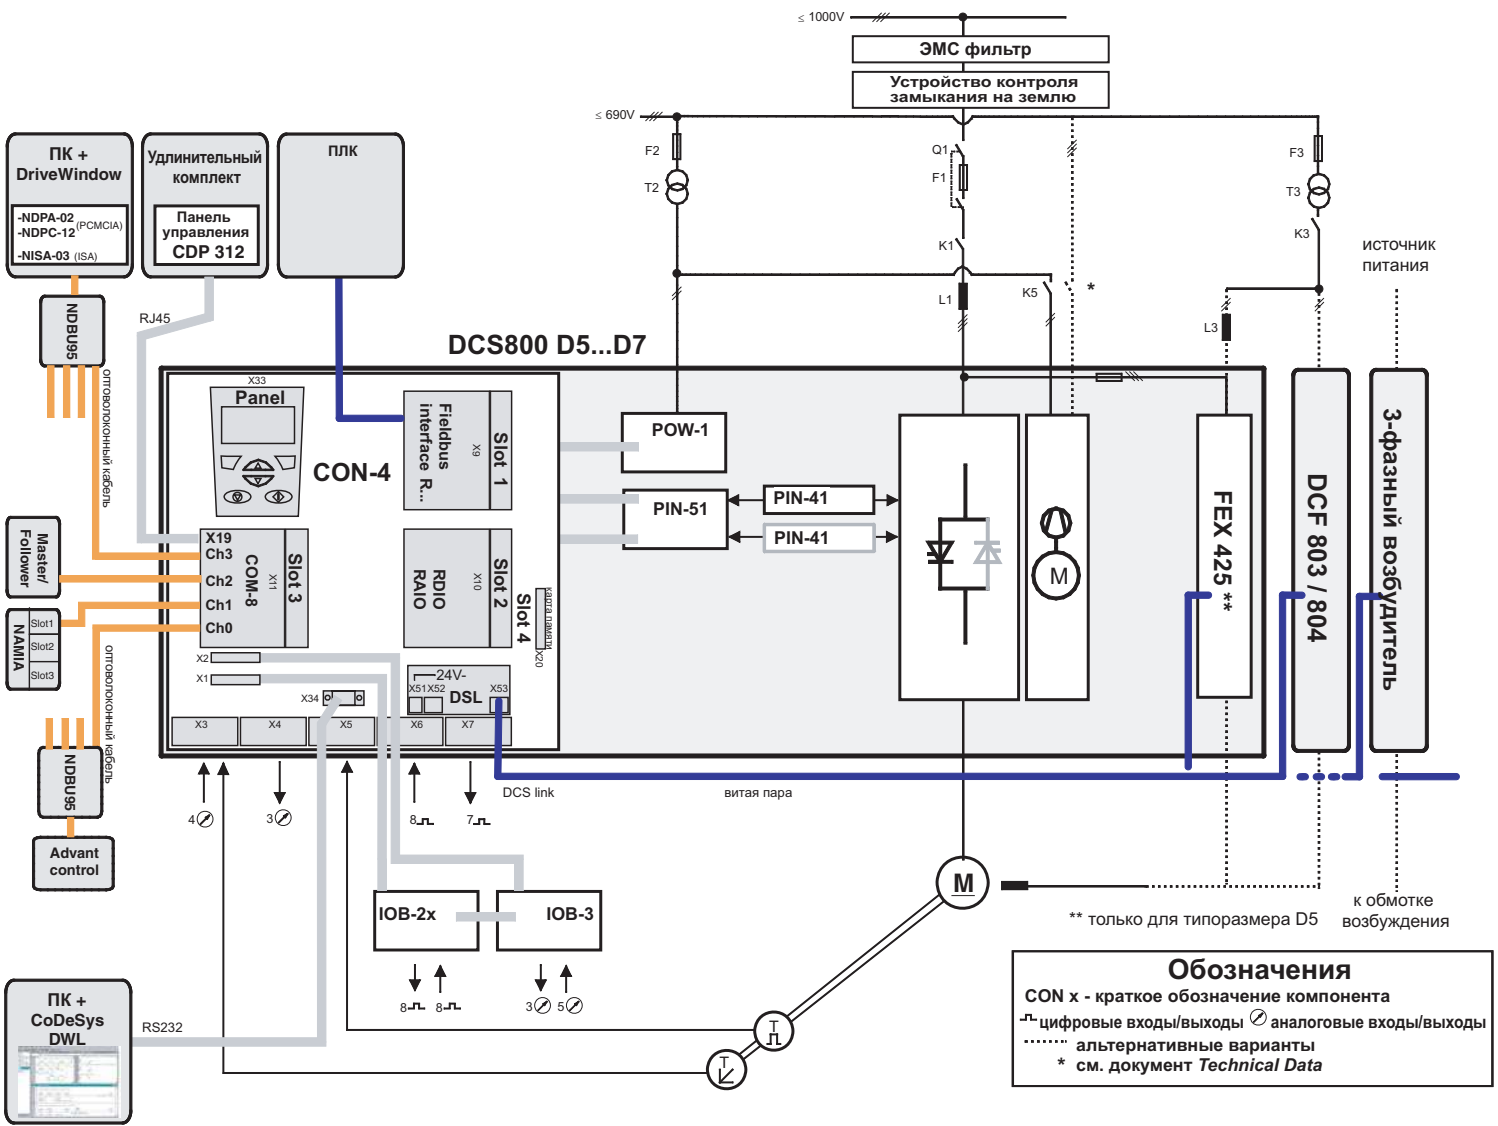 ≤ 1000V
ЭМС фильтр
Устройство контроля
замыкания на землю
≤ 690V
F2
T2
Q1
F1
K1
L1
K5
*
F3
T3
K3
L3
источник
питания
ПК +
DriveWindow
-NDPA-02
-NDPC-12 (PCMCIA)
-NISA-03 (ISA)
Удлинительный
комплект
Панель
управления
CDP 312
ПЛК
NDBU95
RJ45
оптоволоконный кабель
DCS800 D5...D7
X33
Panel
CON-4
Fieldbus
interface R...
X9
Slot 1
POW-1
PIN-51
PIN-41
PIN-41
M
FEX 425 **
DCF 803 / 804
3-фазный возбудитель
Master/
Follower
X19
Ch3
Ch2
Ch1
Ch0
COM-8
X11
Slot 3
RDIO
RAIO
X10
Slot 2
Slot 4
карта памяти
X20
NAMIA
Slot1
Slot2
Slot3
X2
X1
X34
24V-
X51
X52
DSL
X53
X3
X4
X5
X6
X7
оптоволоконный кабель
NDBU95
Advant
control
4
3
8
7
DCS link
витая пара
IOB-2x
IOB-3
8
8
3
5
M
** только для типоразмера D5
к обмотке
возбуждения
T
T
ПК +
CoDeSys
DWL
RS232
Обозначения
CON x - краткое обозначение компонента
цифровые входы/выходы
аналоговые входы/выходы
альтернативные варианты
* см. документ Technical Data